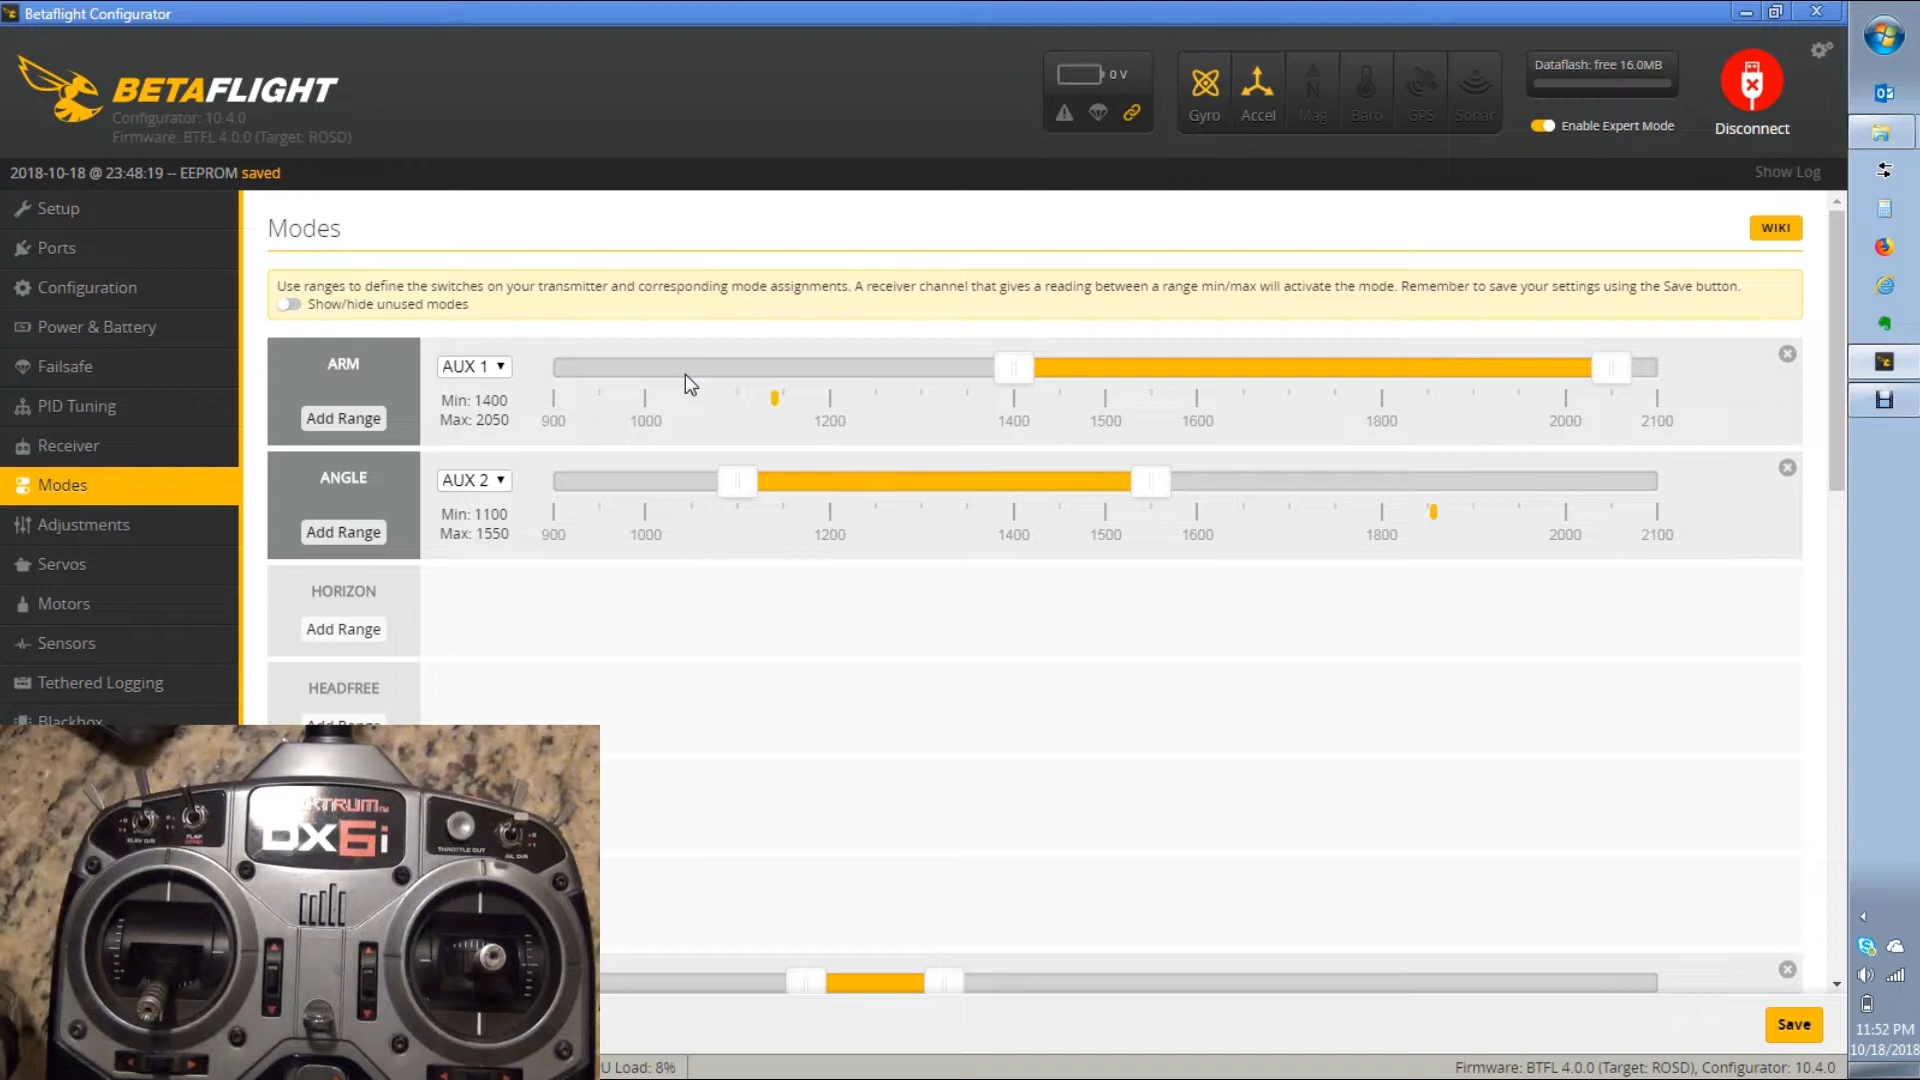 Betaflight Configurator
BETAFLIGHT
Configurator: 10.4.0
Firmware: BTFL 4.0.0 (Target: ROSD)
0 V
Gyro
Accel
Mag
Baro
GPS
Sonar
Dataflash: free 16.0MB
Enable Expert Mode
Disconnect
2018-10-18 @ 23:48:19 -- EEPROM saved
Show Log
Setup
Ports
Configuration
Power & Battery
Failsafe
PID Tuning
Receiver
Modes
Adjustments
Servos
Motors
Sensors
Tethered Logging
Blackbox
Modes
WIKI
Use ranges to define the switches on your transmitter and corresponding mode assignments. A receiver channel that gives a reading between a range min/max will activate the mode. Remember to save your settings using the Save button.
Show/hide unused modes
ARM
Add Range
AUX 1
Min: 1400
Max: 2050
900 1000 1200 1400 1500 1600 1800 2000 2100
ANGLE
Add Range
AUX 2
Min: 1100
Max: 1550
900 1000 1200 1400 1500 1600 1800 2000 2100
HORIZON
Add Range
HEADFREE
Add Range
DX6i
ELEV D/R
FLAP
THROTTLE CUT
AIL D/R
Save
U Load: 8%
Firmware: BTFL 4.0.0 (Target: ROSD), Configurator: 10.4.0
11:52 PM
10/18/2018